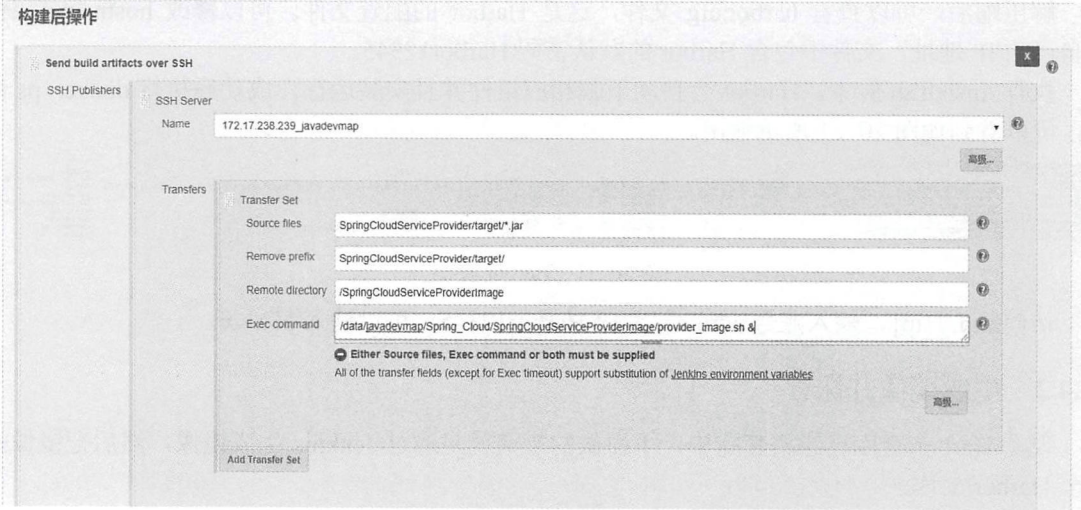 构建后操作
Send build artifacts over SSH
X
SSH Publishers
SSH Server
Name 172.17.238.239_javadevmap
高级...
Transfers
Transfer Set
Source files SpringCloudServiceProvider/target/*.jar
Remove prefix SpringCloudServiceProvider/target/
Remote directory /SpringCloudServiceProviderImage
Exec command /data/javadevmap/Spring_Cloud/SpringCloudServiceProviderImage/provider_image.sh &
Either Source files, Exec command or both must be supplied
All of the transfer fields (except for Exec timeout) support substitution of Jenkins environment variables
高级...
Add Transfer Set